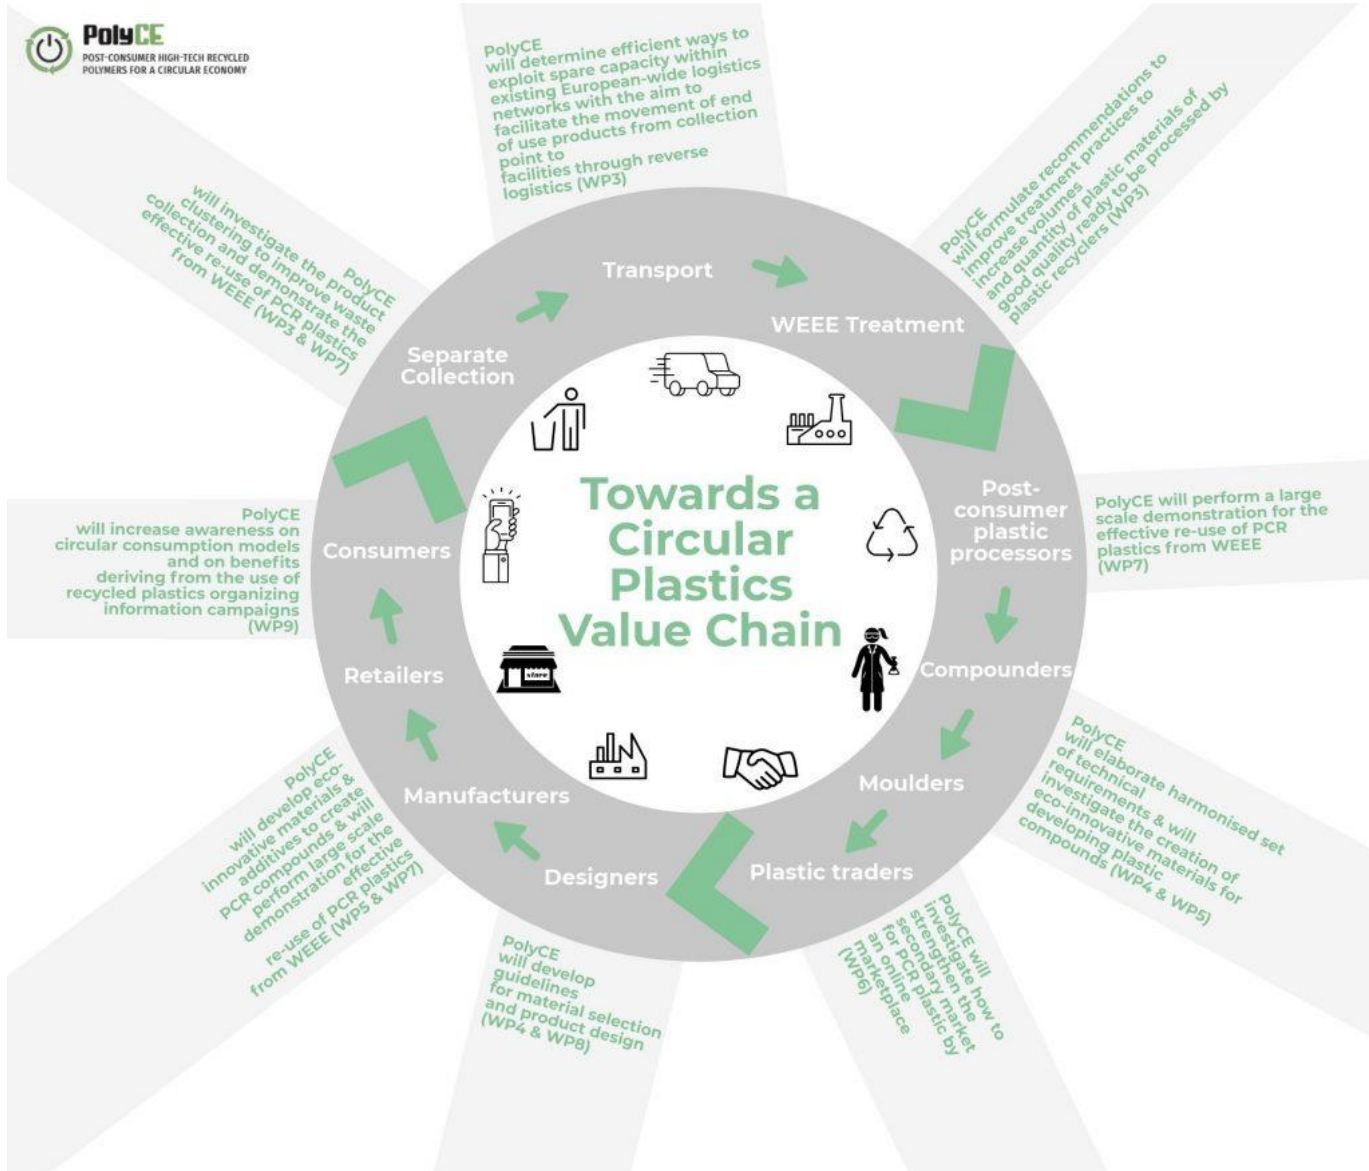 PolyCE
POST-CONSUMER HIGH-TECH RECYCLED
POLYMERS FOR A CIRCULAR ECONOMY
PolyCE
will determine efficient ways to
exploit spare capacity within
existing European-wide logistics
networks with the aim to
facilitate the movement of end
of use products from collection
point to
facilities through reverse
logistics (WP3)
PolyCE
will formulate recommendations to
improve treatment practices to
increase volumes
and quantity of plastic materials of
good quality ready to be processed by
plastic recyclers (WP3)
PolyCE will perform a large
scale demonstration for the
effective re-use of PCR
plastics from WEEE
(WP7)
PolyCE
will elaborate harmonised set
of technical
requirements & will
investigate the creation of
eco-innovative materials for
developing plastic
compounds (WP4 & WP5)
PolyCE will
investigate how to
strengthen the
secondary market
for PCR plastic by
an online
marketplace
(WP6)
PolyCE
will develop
guidelines
for material selection
and product design
(WP4 & WP8)
PolyCE
will develop eco-
innovative materials &
additives to create
PCR compounds & will
perform large scale
demonstration for the
effective
re-use of PCR plastics
from WEEE (WP5 & WP7)
PolyCE
will increase awareness on
circular consumption models
and on benefits
deriving from the use of
recycled plastics organizing
information campaigns
(WP9)
PolyCE
will investigate the product
clustering to improve waste
collection and demonstrate the
effective re-use of PCR plastics
from WEEE (WP3 & WP7)
Transport
WEEE Treatment
Post-
consumer
plastic
processors
Compounders
Moulders
Plastic traders
Designers
Manufacturers
Retailers
Consumers
Separate
Collection
store
Towards a
Circular
Plastics
Value Chain